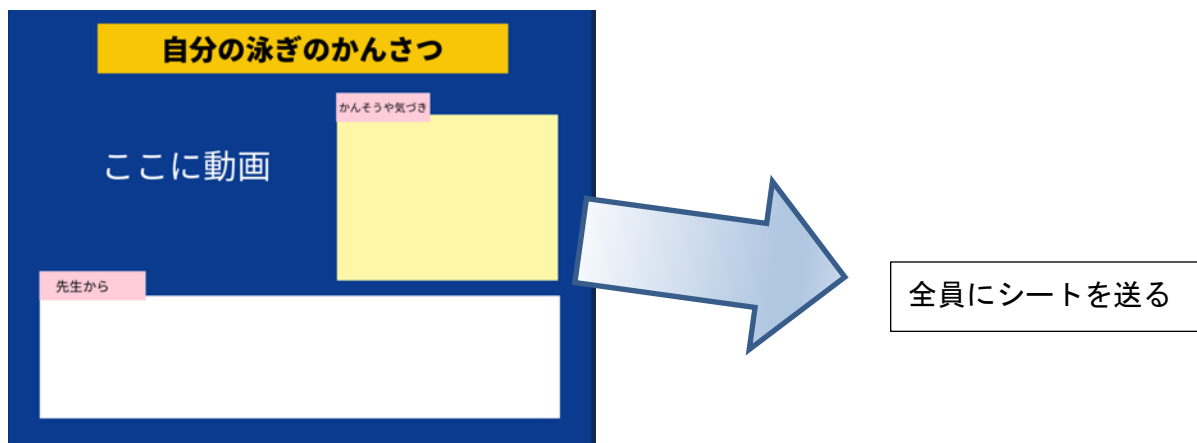 自分の泳ぎのかんさつ
かんそうや気づき
ここに動画
先生から
全員にシートを送る